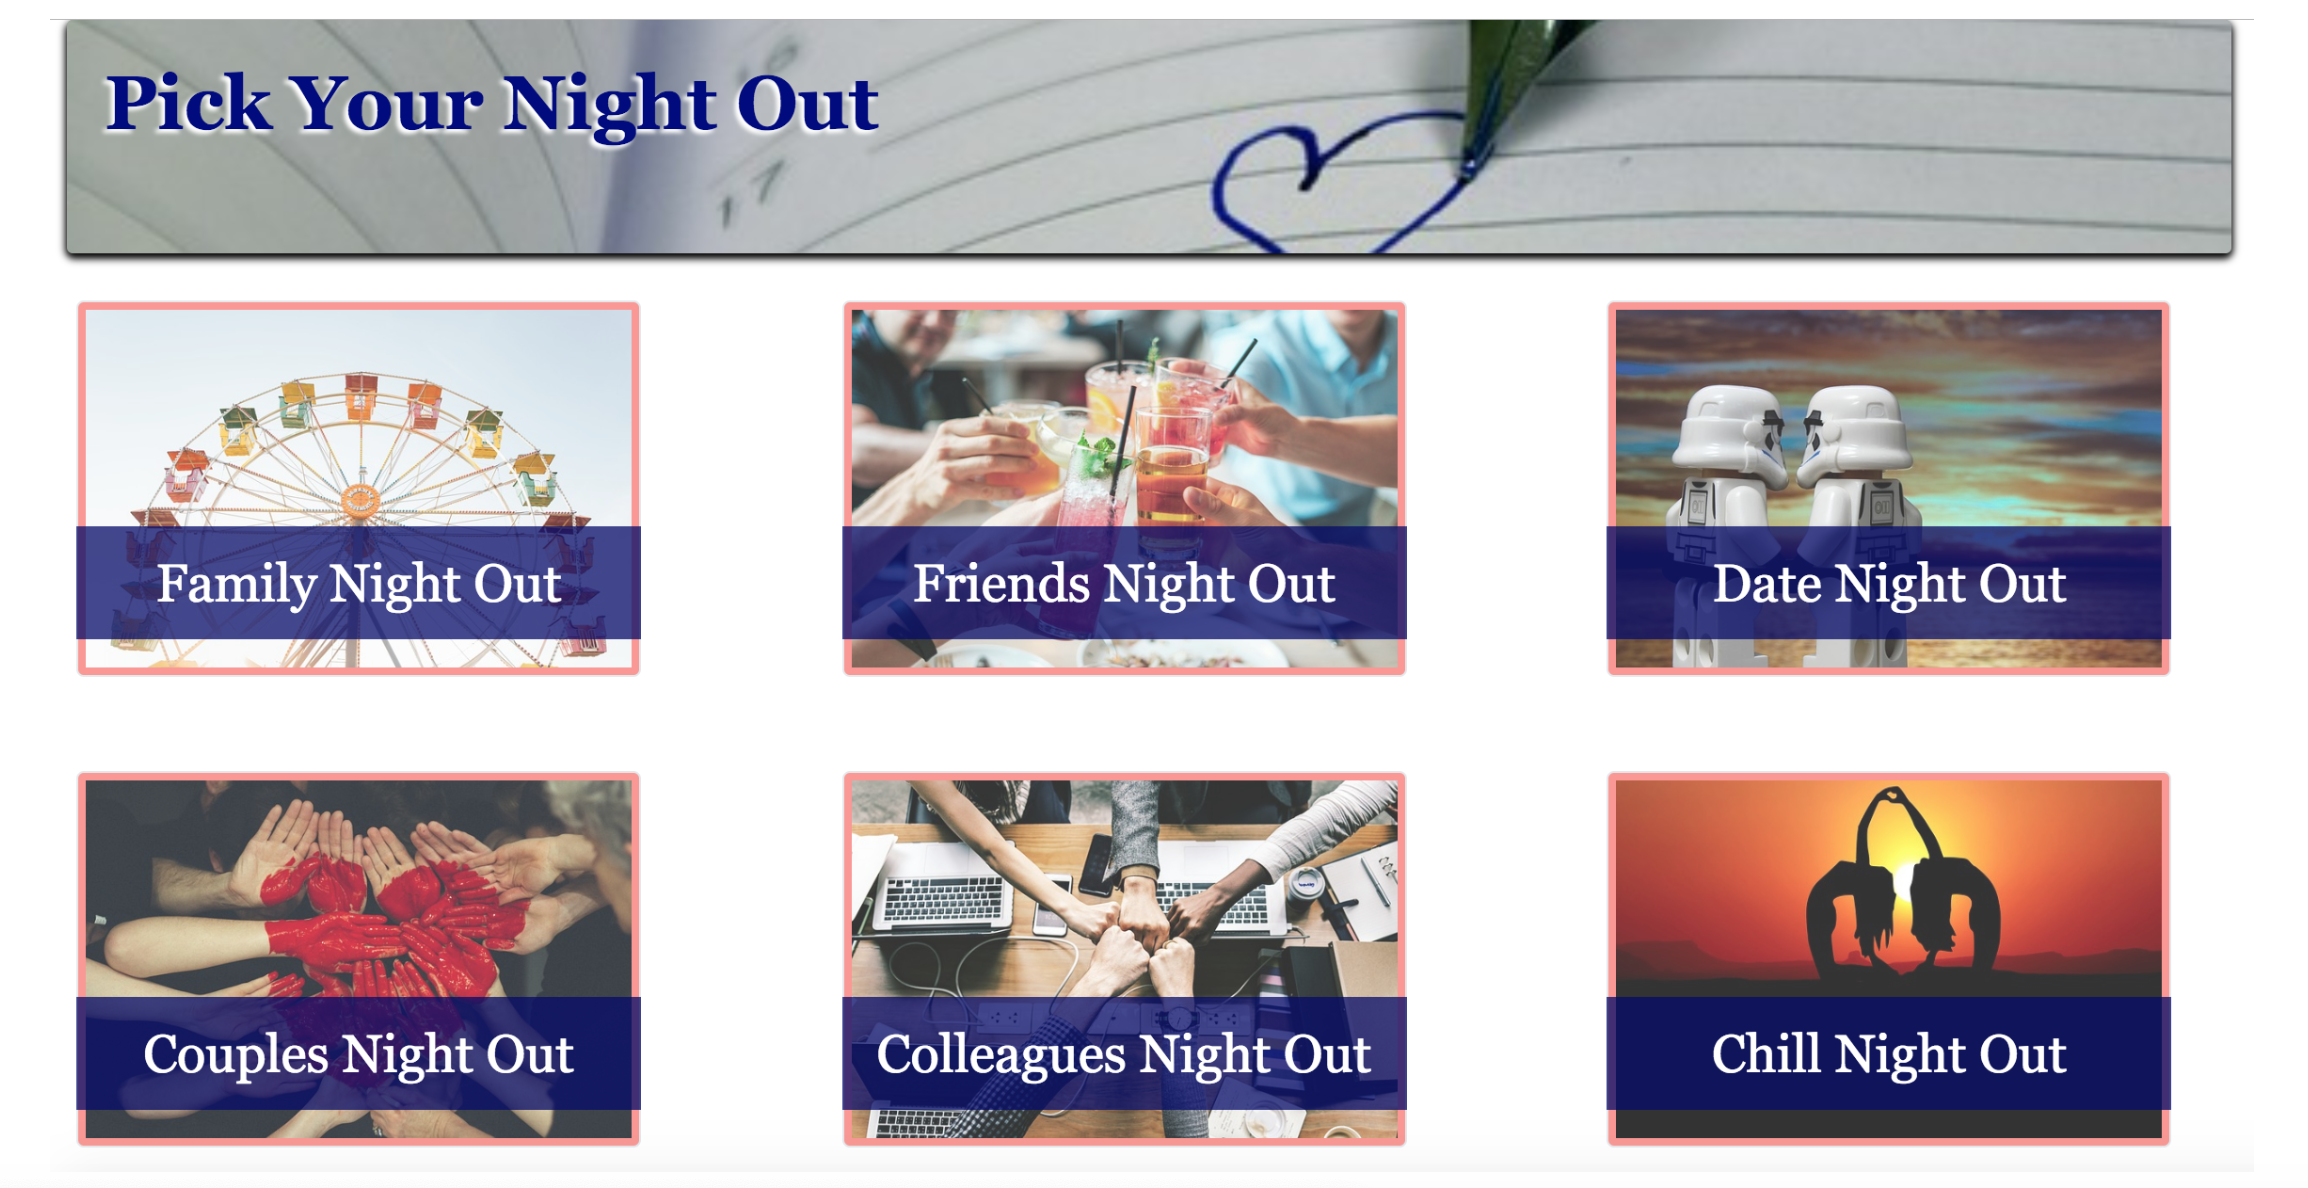 Pick Your Night Out
17
Family Night Out
Friends Night Out
Date Night Out
Couples Night Out
Colleagues Night Out
Chill Night Out